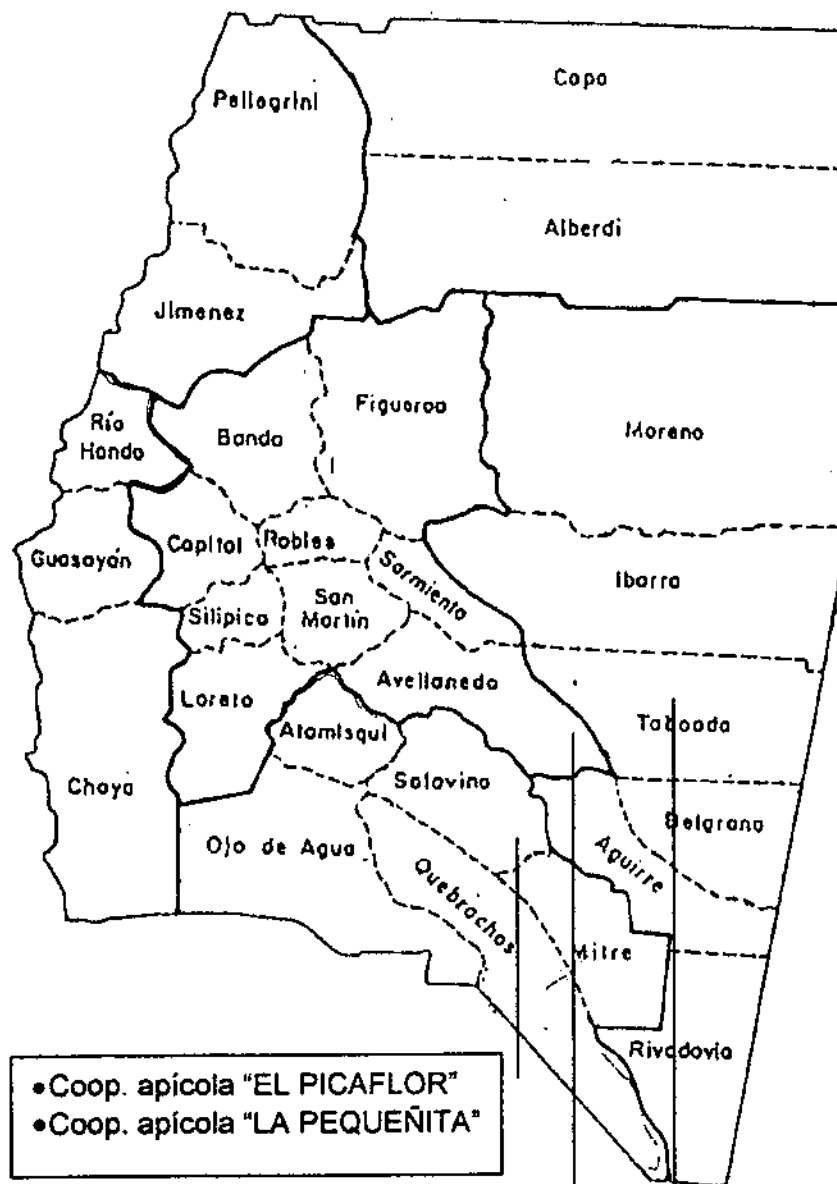 Copo
Pellegrini
Alberdi
Jimenez
Figueroa
Río
Hondo
Banda
Moreno
Capital
Robles
Guasayán
Sarmiento
Ibarra
San
Martín
Silipica
Avellaneda
Loreto
Taboada
Atamisqui
Choya
Salavina
Belgrano
Ojo de Agua
Aguirre
Quebrachos
Mitre
Rivadavia
•Coop. apícola "EL PICAFLOR"
•Coop. apícola "LA PEQUEÑITA"